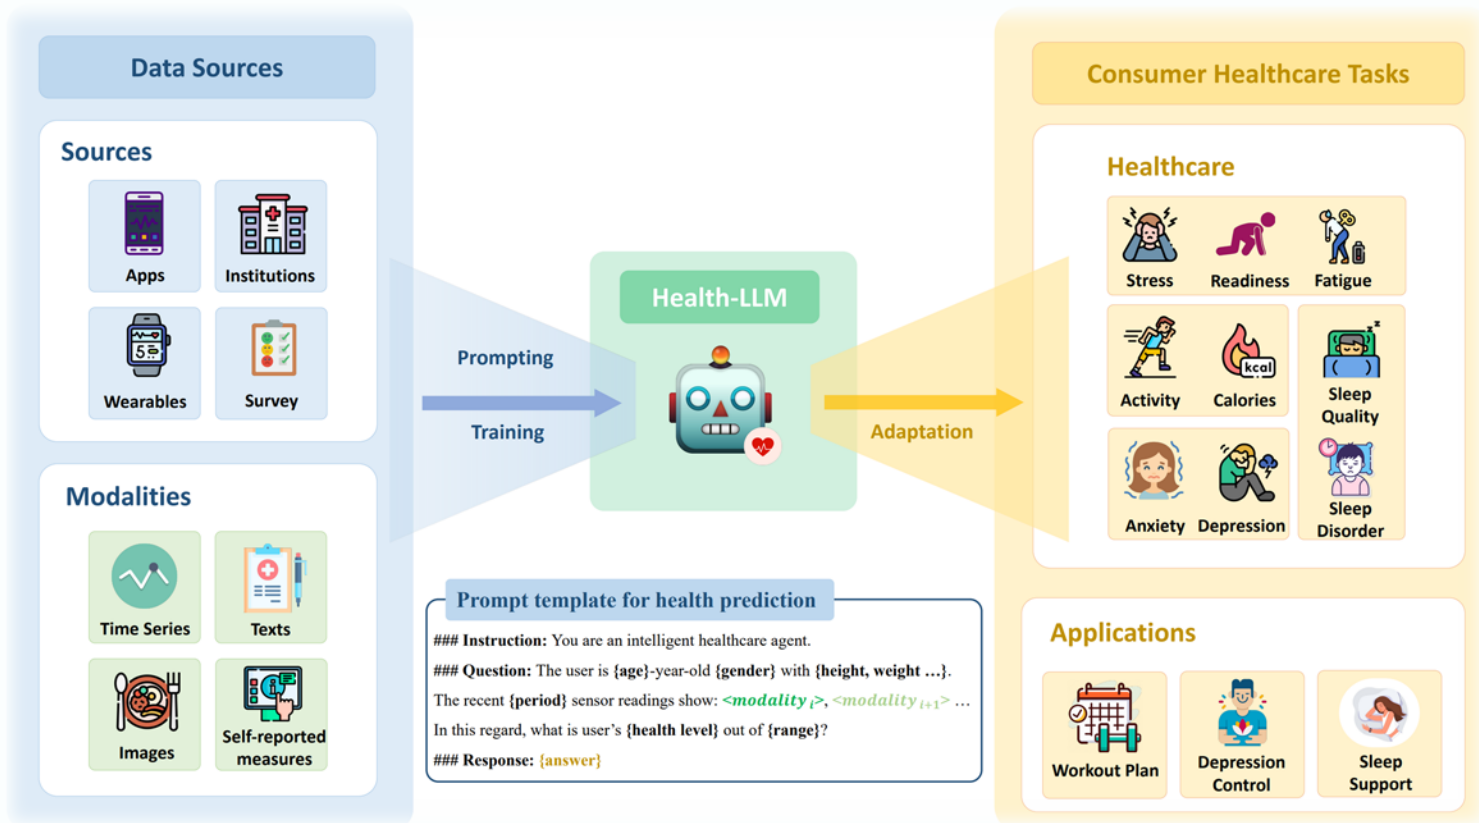 Data Sources
Sources
Apps
Institutions
5
Wearables
Survey
Modalities
Time Series
Texts
Images
Self-reported
measures
Prompting
Training
Health-LLM
Adaptation
Prompt template for health prediction
### Instruction: You are an intelligent healthcare agent.
### Question: The user is {age}-year-old {gender} with {height, weight ...}.
The recent {period} sensor readings show: <modality i>, <modality i+1> ...
In this regard, what is user's {health level} out of {range}?
### Response: {answer}
Consumer Healthcare Tasks
Healthcare
Stress
Readiness
Fatigue
kcal
Activity
Calories
z z
Sleep
Quality
Anxiety
Depression
Sleep
Disorder
Applications
Workout Plan
Depression
Control
Sleep
Support